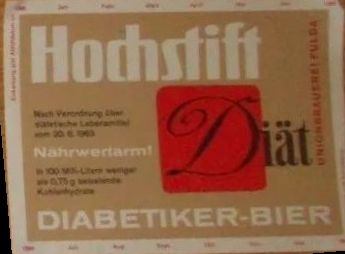 Hochstift
Nach Verordnung über
diätetische Lebensmittel
vom 20. 6. 1963
Nährwertarm!
In 100 Milli-Litern weniger
als 0,75 g belastende
Kohlenhydrate
Diät
UNIONBRAUEREI FULDA
DIABETIKER-BIER